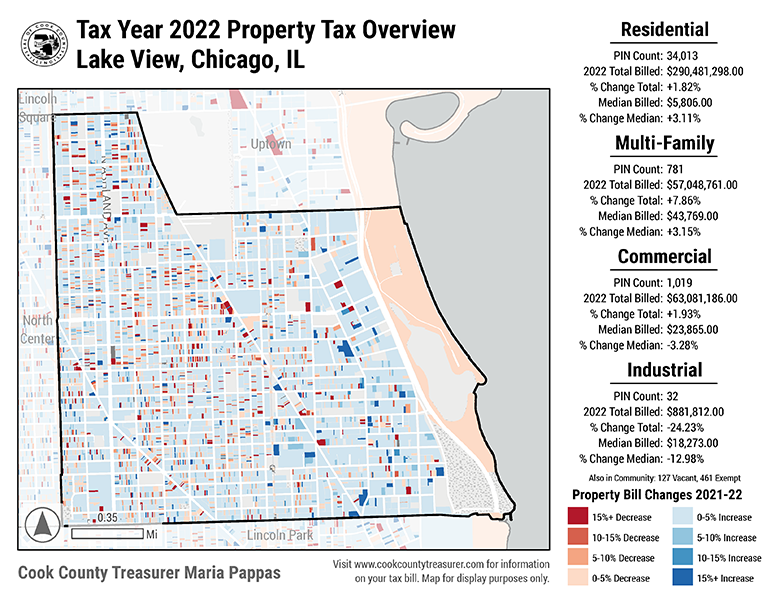 Tax Year 2022 Property Tax Overview
Lake View, Chicago, IL
Lincoln
Square
Uptown
North
Center
0.35
Mi
Lincoln Park
Residential
PIN Count: 34,013
2022 Total Billed: $290,481,298.00
% Change Total: +1.82%
Median Billed: $5,806.00
% Change Median: +3.11%
Multi-Family
PIN Count: 781
2022 Total Billed: $57,048,761.00
% Change Total: +7.86%
Median Billed: $43,769.00
% Change Median: +3.15%
Commercial
PIN Count: 1,019
2022 Total Billed: $63,081,186.00
% Change Total: +1.93%
Median Billed: $23,865.00
% Change Median: -3.28%
Industrial
PIN Count: 32
2022 Total Billed: $881,812.00
% Change Total: -24.23%
Median Billed: $18,273.00
% Change Median: -12.98%
Also in Community: 127 Vacant, 461 Exempt
Property Bill Changes 2021-22
15%+ Decrease
0-5% Increase
10-15% Decrease
5-10% Increase
5-10% Decrease
10-15% Increase
0-5% Decrease
15%+ Increase
Cook County Treasurer Maria Pappas
Visit www.cookcountytreasurer.com for information
on your tax bill. Map for display purposes only.